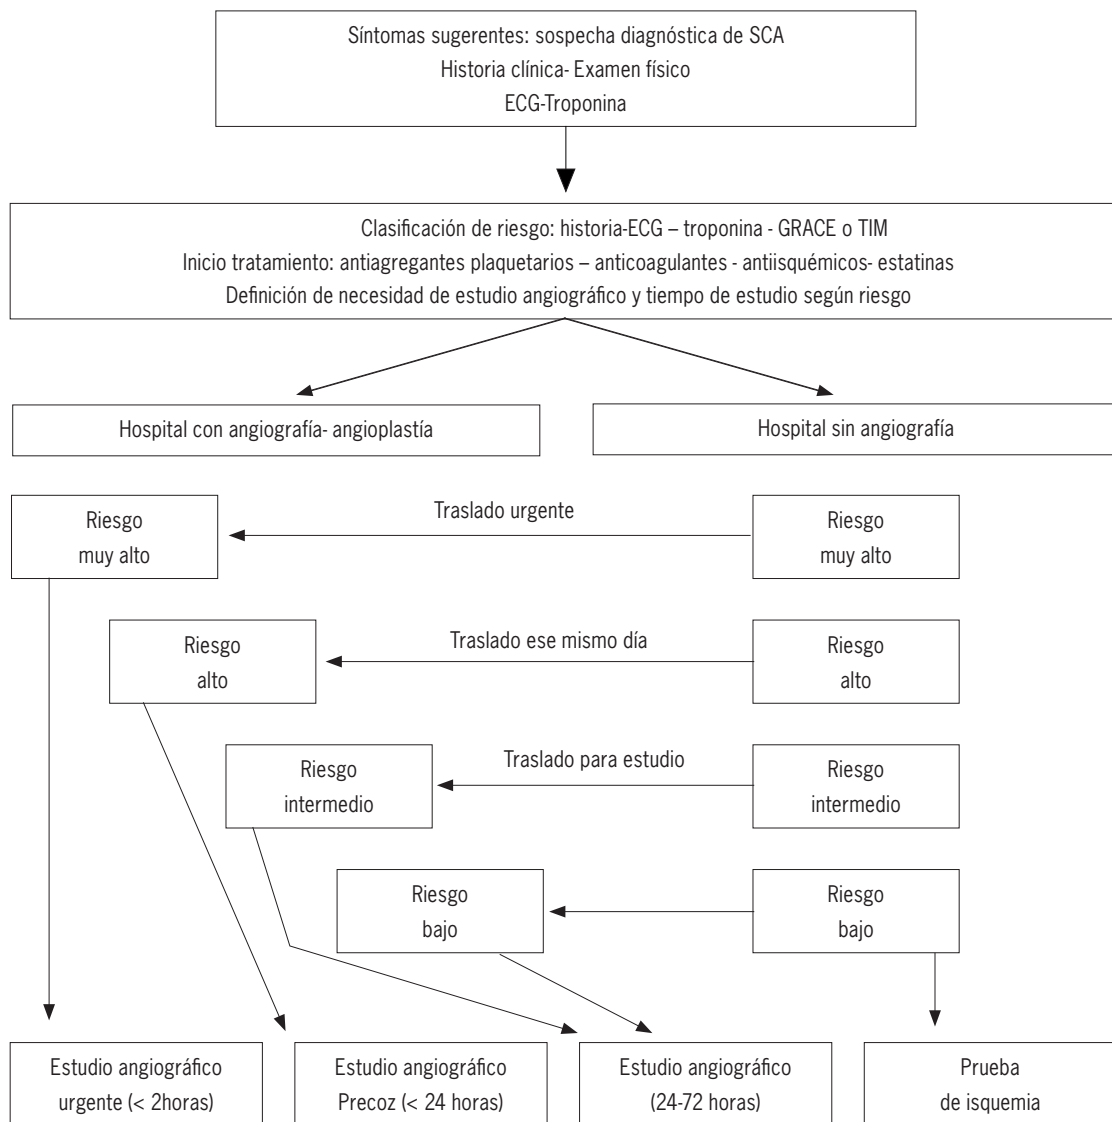 Síntomas sugerentes: sospecha diagnóstica de SCA
Historia clínica- Examen físico
ECG-Troponina
Clasificación de riesgo: historia-ECG – troponina - GRACE o TIM
Inicio tratamiento: antiagregantes plaquetarios – anticoagulantes - antiisquémicos- estatinas
Definición de necesidad de estudio angiográfico y tiempo de estudio según riesgo
Hospital con angiografía- angioplastía
Hospital sin angiografía
Riesgo
muy alto
Traslado urgente
Riesgo
muy alto
Riesgo
alto
Traslado ese mismo día
Riesgo
alto
Riesgo
intermedio
Traslado para estudio
Riesgo
intermedio
Riesgo
bajo
Riesgo
bajo
Estudio angiográfico
urgente (< 2horas)
Estudio angiográfico
Precoz (< 24 horas)
Estudio angiográfico
(24-72 horas)
Prueba
de isquemia